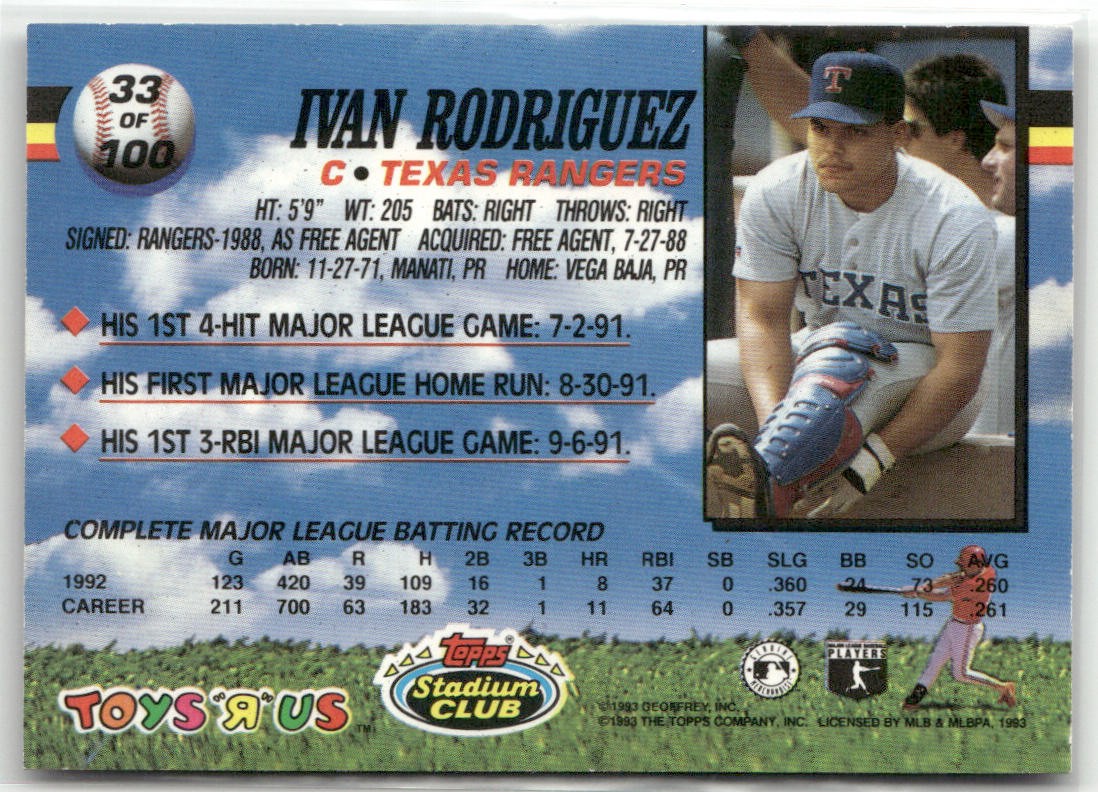 33
OF
100
IVAN RODRIGUEZ
C • TEXAS RANGERS
HT: 5'9" WT: 205 BATS: RIGHT THROWS: RIGHT
SIGNED: RANGERS-1988, AS FREE AGENT ACQUIRED: FREE AGENT, 7-27-88
BORN: 11-27-71, MANATI, PR HOME: VEGA BAJA, PR
HIS 1ST 4-HIT MAJOR LEAGUE GAME: 7-2-91.
HIS FIRST MAJOR LEAGUE HOME RUN: 8-30-91.
HIS 1ST 3-RBI MAJOR LEAGUE GAME: 9-6-91.
T
TEXAS
COMPLETE MAJOR LEAGUE BATTING RECORD
G AB R H 2B 3B HR RBI SB SLG BB SO AVG
1992 123 420 39 109 16 1 8 37 0 .360 24 73 .260
CAREER 211 700 63 183 32 1 11 64 0 .357 29 115 .261
TOYS "R" US TM
Topps®
Stadium
CLUB
PLAYERS
©1993 GEOFFREY, INC.
©1993 THE TOPPS COMPANY, INC. LICENSED BY MLB & MLBPA, 1993